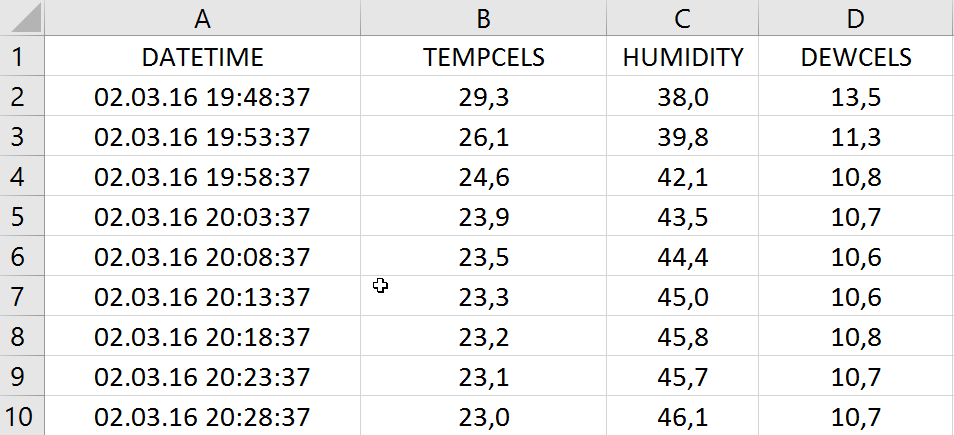 A B C D
1 DATETIME TEMPCELS HUMIDITY DEWCELS
2 02.03.16 19:48:37 29,3 38,0 13,5
3 02.03.16 19:53:37 26,1 39,8 11,3
4 02.03.16 19:58:37 24,6 42,1 10,8
5 02.03.16 20:03:37 23,9 43,5 10,7
6 02.03.16 20:08:37 23,5 44,4 10,6
7 02.03.16 20:13:37 23,3 45,0 10,6
8 02.03.16 20:18:37 23,2 45,8 10,8
9 02.03.16 20:23:37 23,1 45,7 10,7
10 02.03.16 20:28:37 23,0 46,1 10,7